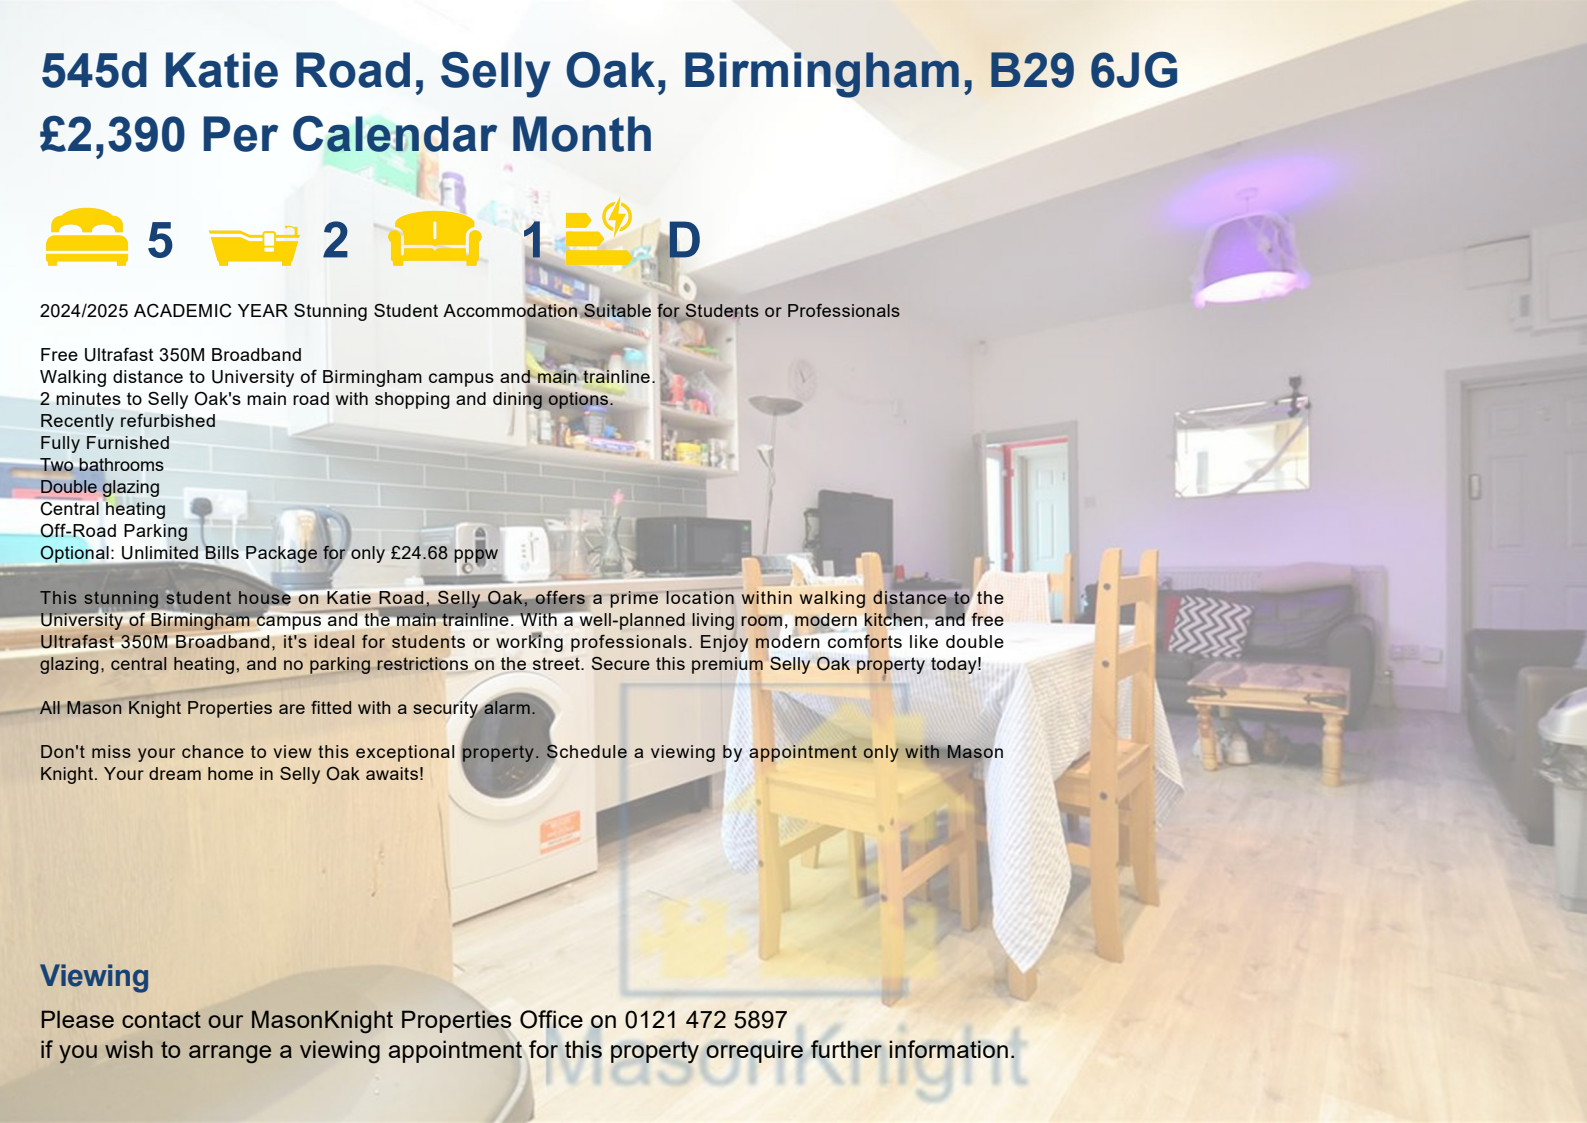 545d Katie Road, Selly Oak, Birmingham, B29 6JG
£2,390 Per Calendar Month
5 2 1 D
2024/2025 ACADEMIC YEAR Stunning Student Accommodation Suitable for Students or Professionals
Free Ultrafast 350M Broadband
Walking distance to University of Birmingham campus and main trainline.
2 minutes to Selly Oak's main road with shopping and dining options.
Recently refurbished
Fully Furnished
Two bathrooms
Double glazing
Central heating
Off-Road Parking
Optional: Unlimited Bills Package for only £24.68 pppw
This stunning student house on Katie Road, Selly Oak, offers a prime location within walking distance to the
University of Birmingham campus and the main trainline. With a well-planned living room, modern kitchen, and free
Ultrafast 350M Broadband, it's ideal for students or working professionals. Enjoy modern comforts like double
glazing, central heating, and no parking restrictions on the street. Secure this premium Selly Oak property today!
All Mason Knight Properties are fitted with a security alarm.
Don't miss your chance to view this exceptional property. Schedule a viewing by appointment only with Mason
Knight. Your dream home in Selly Oak awaits!
Viewing
Please contact our MasonKnight Properties Office on 0121 472 5897
if you wish to arrange a viewing appointment for this property orrequire further information.
MasonKnight